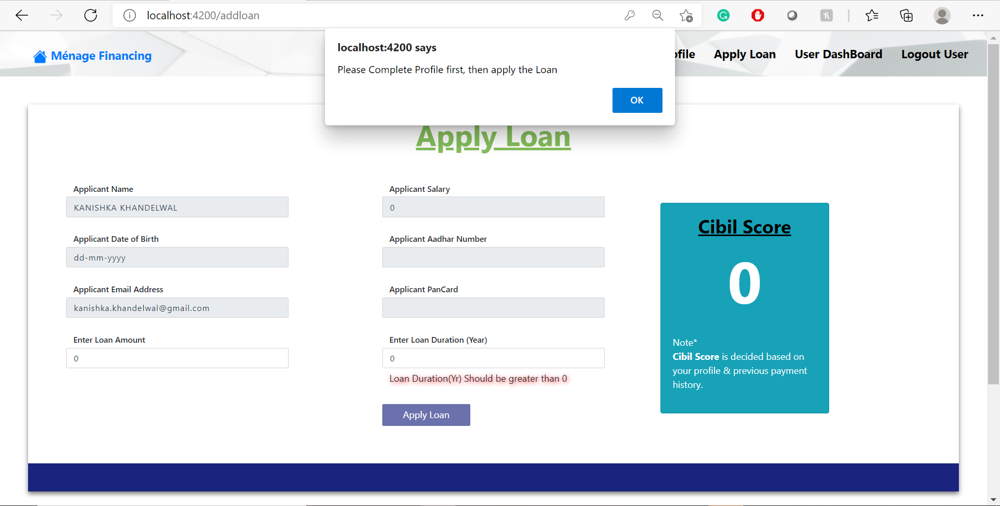 localhost:4200/addloan
localhost:4200 says
Please Complete Profile first, then apply the Loan
OK
Ménage Financing
ofile
Apply Loan
User DashBoard
Logout User
Apply Loan
Applicant Name
KANISHKA KHANDELWAL
Applicant Salary
0
Applicant Date of Birth
dd-mm-yyyy
Applicant Aadhar Number
Applicant Email Address
kanishka.khandelwal@gmail.com
Applicant PanCard
Enter Loan Amount
0
Enter Loan Duration (Year)
0
Loan Duration(Yr) Should be greater than 0
Apply Loan
Cibil Score
0
Note*
Cibil Score is decided based on
your profile & previous payment
history.